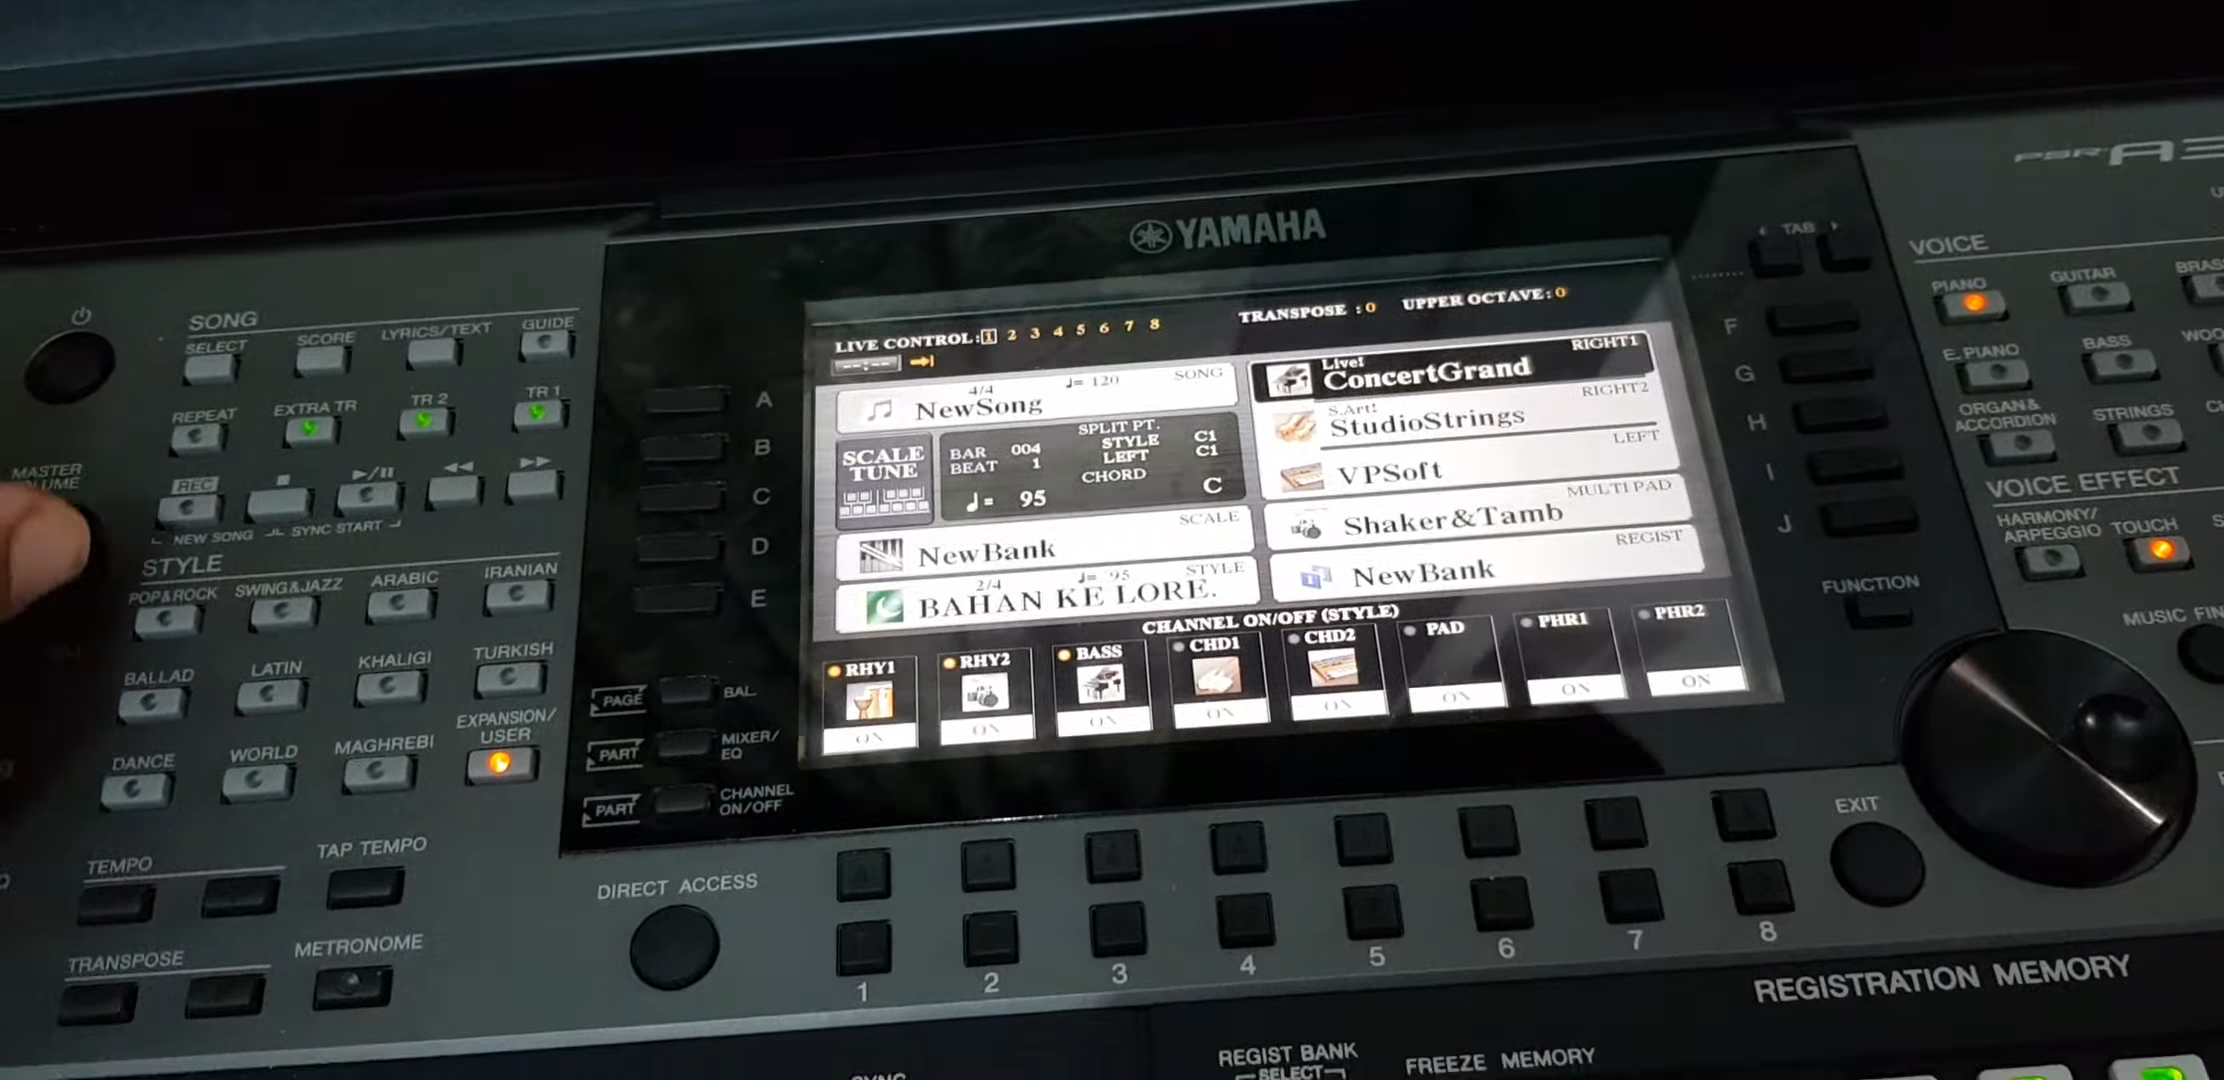 YAMAHA
PSR-A3
SONG
SELECT
SCORE
LYRICS/TEXT
GUIDE
REPEAT
EXTRA TR
TR 2
TR 1
REC
NEW SONG
SYNC START
MASTER
STYLE
POP&ROCK
SWING&JAZZ
ARABIC
IRANIAN
BALLAD
LATIN
KHALIGI
TURKISH
DANCE
WORLD
MAGHREBI
EXPANSION/
USER
TEMPO
TAP TEMPO
TRANSPOSE
METRONOME
A
B
C
D
E
PAGE
BAL
PART
MIXER/
EQ
PART
CHANNEL
ON/OFF
DIRECT ACCESS
LIVE CONTROL:1 2 3 4 5 6 7 8
TRANSPOSE :0
UPPER OCTAVE:0
--:--
4/4
♩= 120
SONG
NewSong
SCALE
TUNE
BAR 004
BEAT 1
♩= 95
SPLIT PT.
STYLE C1
LEFT C1
CHORD
C
SCALE
NewBank
2/4
♩= 95
STYLE
BAHAN KE LORE.
RIGHT1
Live!
ConcertGrand
RIGHT2
S.Art!
StudioStrings
LEFT
VPSoft
MULTI PAD
Shaker&Tamb
REGIST
NewBank
CHANNEL ON/OFF (STYLE)
RHY1
RHY2
BASS
CHD1
CHD2
PAD
PHR1
PHR2
ON
ON
ON
ON
ON
ON
ON
ON
1
2
3
4
5
6
7
8
TAB
F
G
H
I
J
FUNCTION
EXIT
VOICE
PIANO
GUITAR
BRAS
E. PIANO
BASS
WOO
ORGAN&
ACCORDION
STRINGS
VOICE EFFECT
HARMONY/
ARPEGGIO
TOUCH
MUSIC FIN
REGISTRATION MEMORY
REGIST BANK
SELECT
FREEZE MEMORY